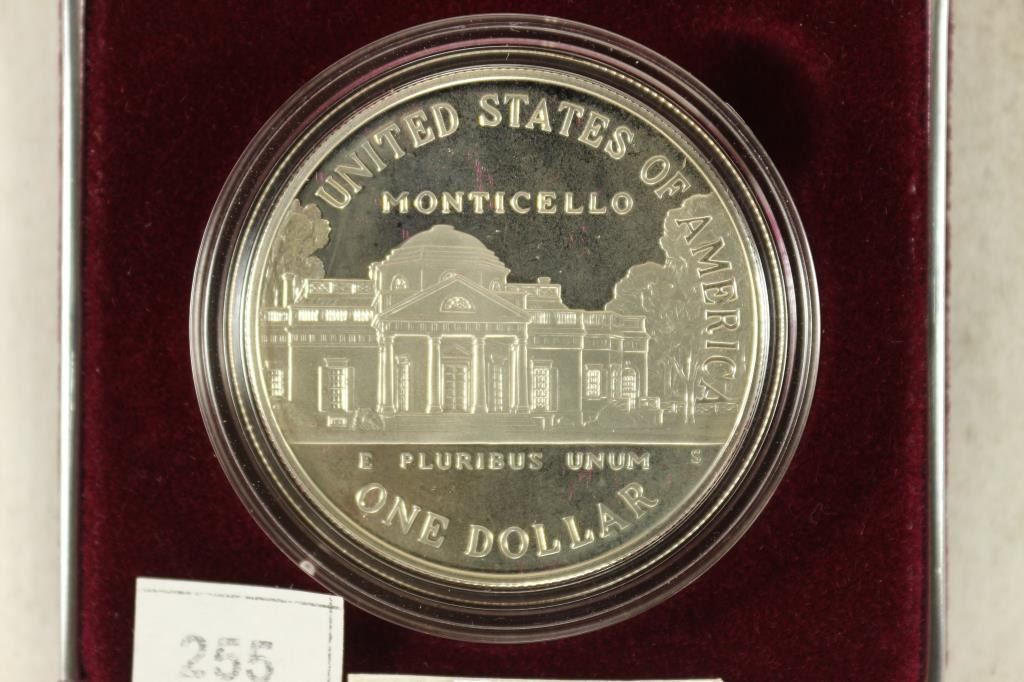 UNITED STATES OF AMERICA
MONTICELLO
E PLURIBUS UNUM S
ONE DOLLAR
255